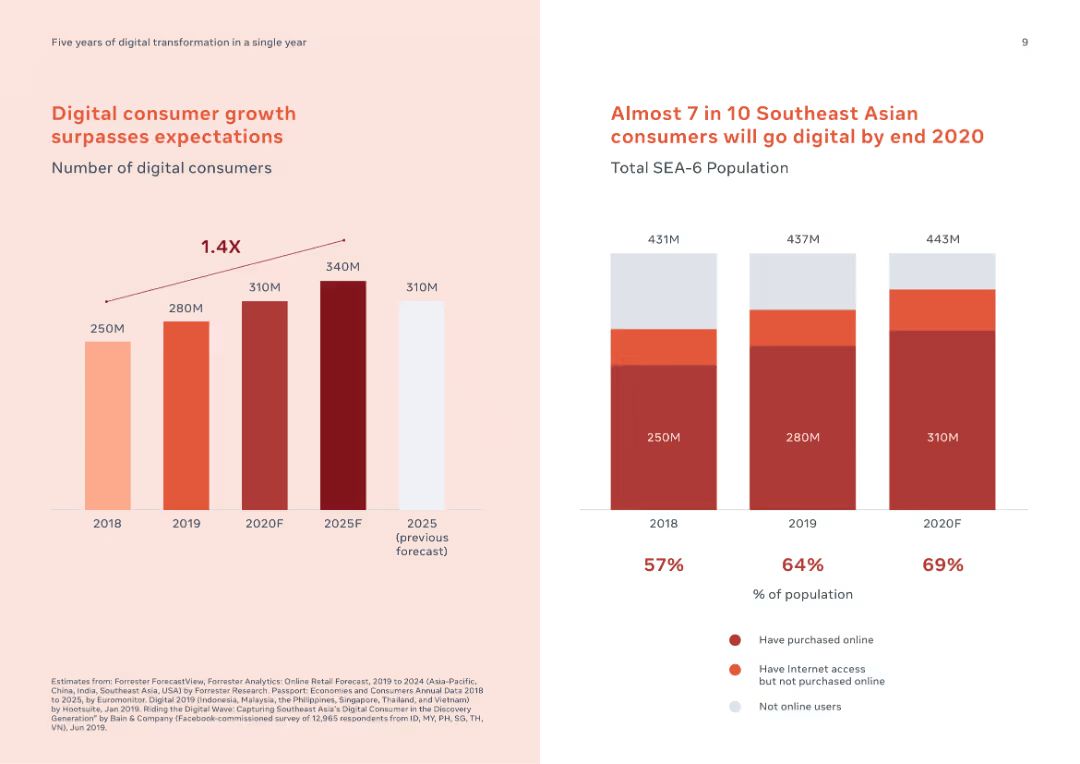 Five years of digital transformation in a single year
9
Digital consumer growth
surpasses expectations
Number of digital consumers
1.4X
250M
280M
310M
340M
310M
2018
2019
2020F
2025F
2025
(previous
forecast)
Estimates from: Forrester ForecastView, Forrester Analytics: Online Retail Forecast, 2019 to 2024 (Asia-Pacific,
China, India, Southeast Asia, USA) by Forrester Research. Passport: Economies and Consumers Annual Data 2018
to 2025, by Euromonitor. Digital 2019 (Indonesia, Malaysia, the Philippines, Singapore, Thailand, and Vietnam)
by Hootsuite, Jan 2019. Riding the Digital Wave: Capturing Southeast Asia's Digital Consumer in the Discovery
Generation" by Bain & Company (Facebook-commissioned survey of 12,965 respondents from ID, MY, PH, SG, TH,
VN), Jun 2019.
Almost 7 in 10 Southeast Asian
consumers will go digital by end 2020
Total SEA-6 Population
431M
437M
443M
250M
280M
310M
2018
2019
2020F
57%
64%
69%
% of population
Have purchased online
Have Internet access
but not purchased online
Not online users